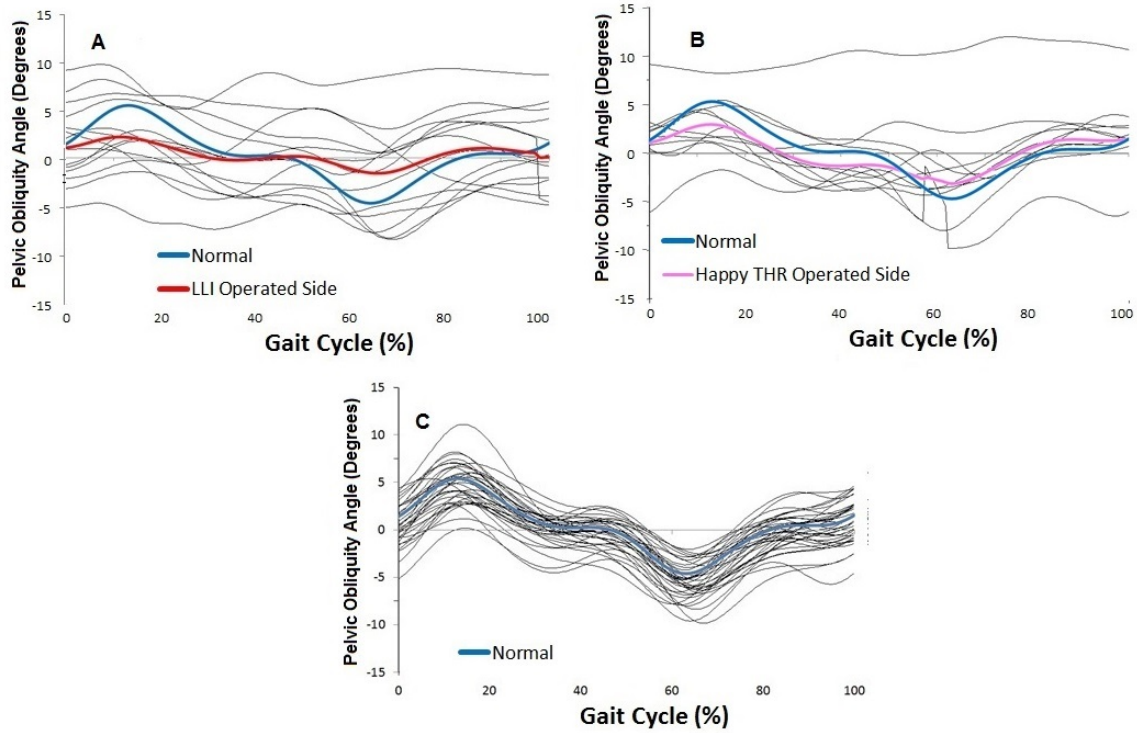 A
Pelvic Obliquity Angle (Degrees)
15
10
5
0
-5
-10
-15
Normal
LLI Operated Side
0 20 40 60 80 100
Gait Cycle (%)
B
Pelvic Obliquity Angle (Degrees)
15
10
5
0
-5
-10
-15
Normal
Happy THR Operated Side
0 20 40 60 80 100
Gait Cycle (%)
C
Pelvic Obliquity Angle (Degrees)
15
10
5
0
-5
-10
-15
Normal
0 20 40 60 80 100
Gait Cycle (%)